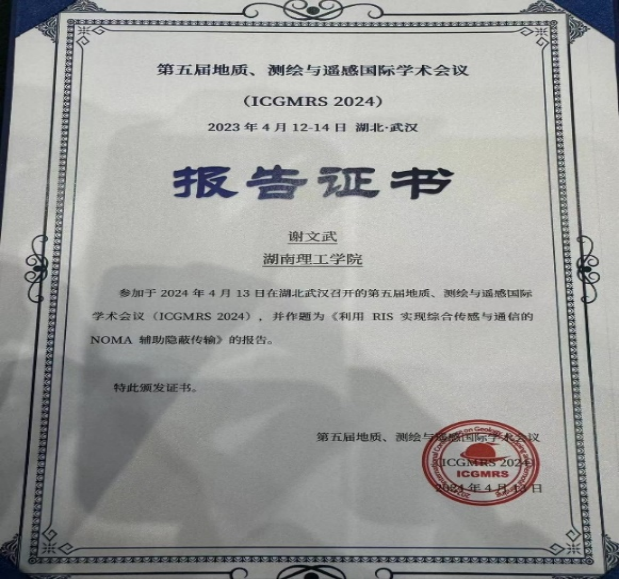 第五届地质、测绘与遥感国际学术会议
（ICGMRS 2024）
2023 年 4 月 12-14 日 湖北·武汉
报告证书
谢文武
湖南理工学院
参加于 2024 年 4 月 13 日在湖北武汉召开的第五届地质、测绘与遥感国际
学术会议（ICGMRS 2024），并作题为《利用 RIS 实现综合传感与通信的
NOMA 辅助隐蔽传输》的报告。
特此颁发证书。
第五届地质、测绘与遥感国际学术会议
（ICGMRS 2024）
ICGMRS
2024 年 4 月 13 日